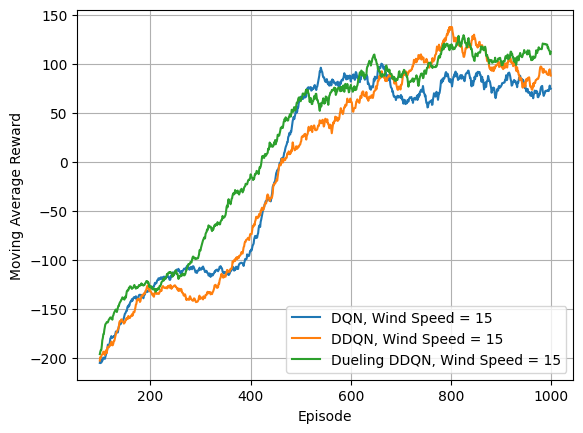 150
100
50
0
−50
−100
−150
−200
Moving Average Reward
DQN, Wind Speed = 15
DDQN, Wind Speed = 15
Dueling DDQN, Wind Speed = 15
200
400
600
800
1000
Episode